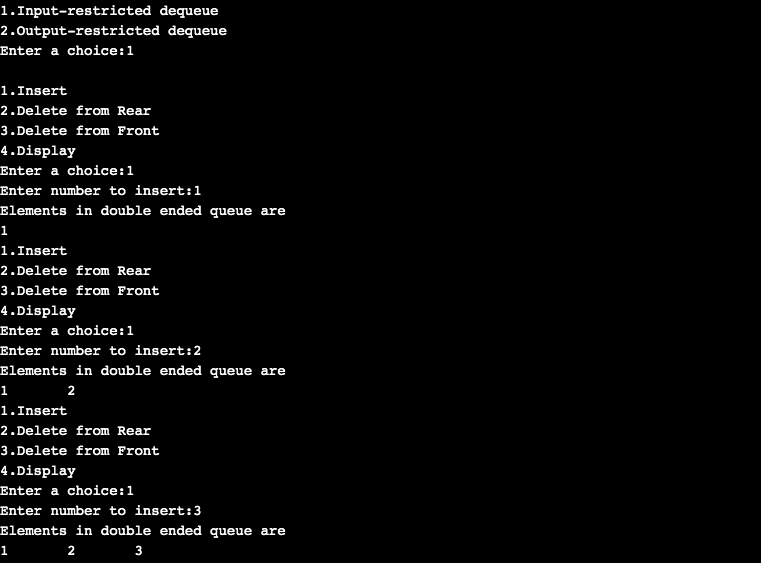 1.Input-restricted dequeue
2.Output-restricted dequeue
Enter a choice:1
1.Insert
2.Delete from Rear
3.Delete from Front
4.Display
Enter a choice:1
Enter number to insert:1
Elements in double ended queue are
1
1.Insert
2.Delete from Rear
3.Delete from Front
4.Display
Enter a choice:1
Enter number to insert:2
Elements in double ended queue are
1	2
1.Insert
2.Delete from Rear
3.Delete from Front
4.Display
Enter a choice:1
Enter number to insert:3
Elements in double ended queue are
1	2	3